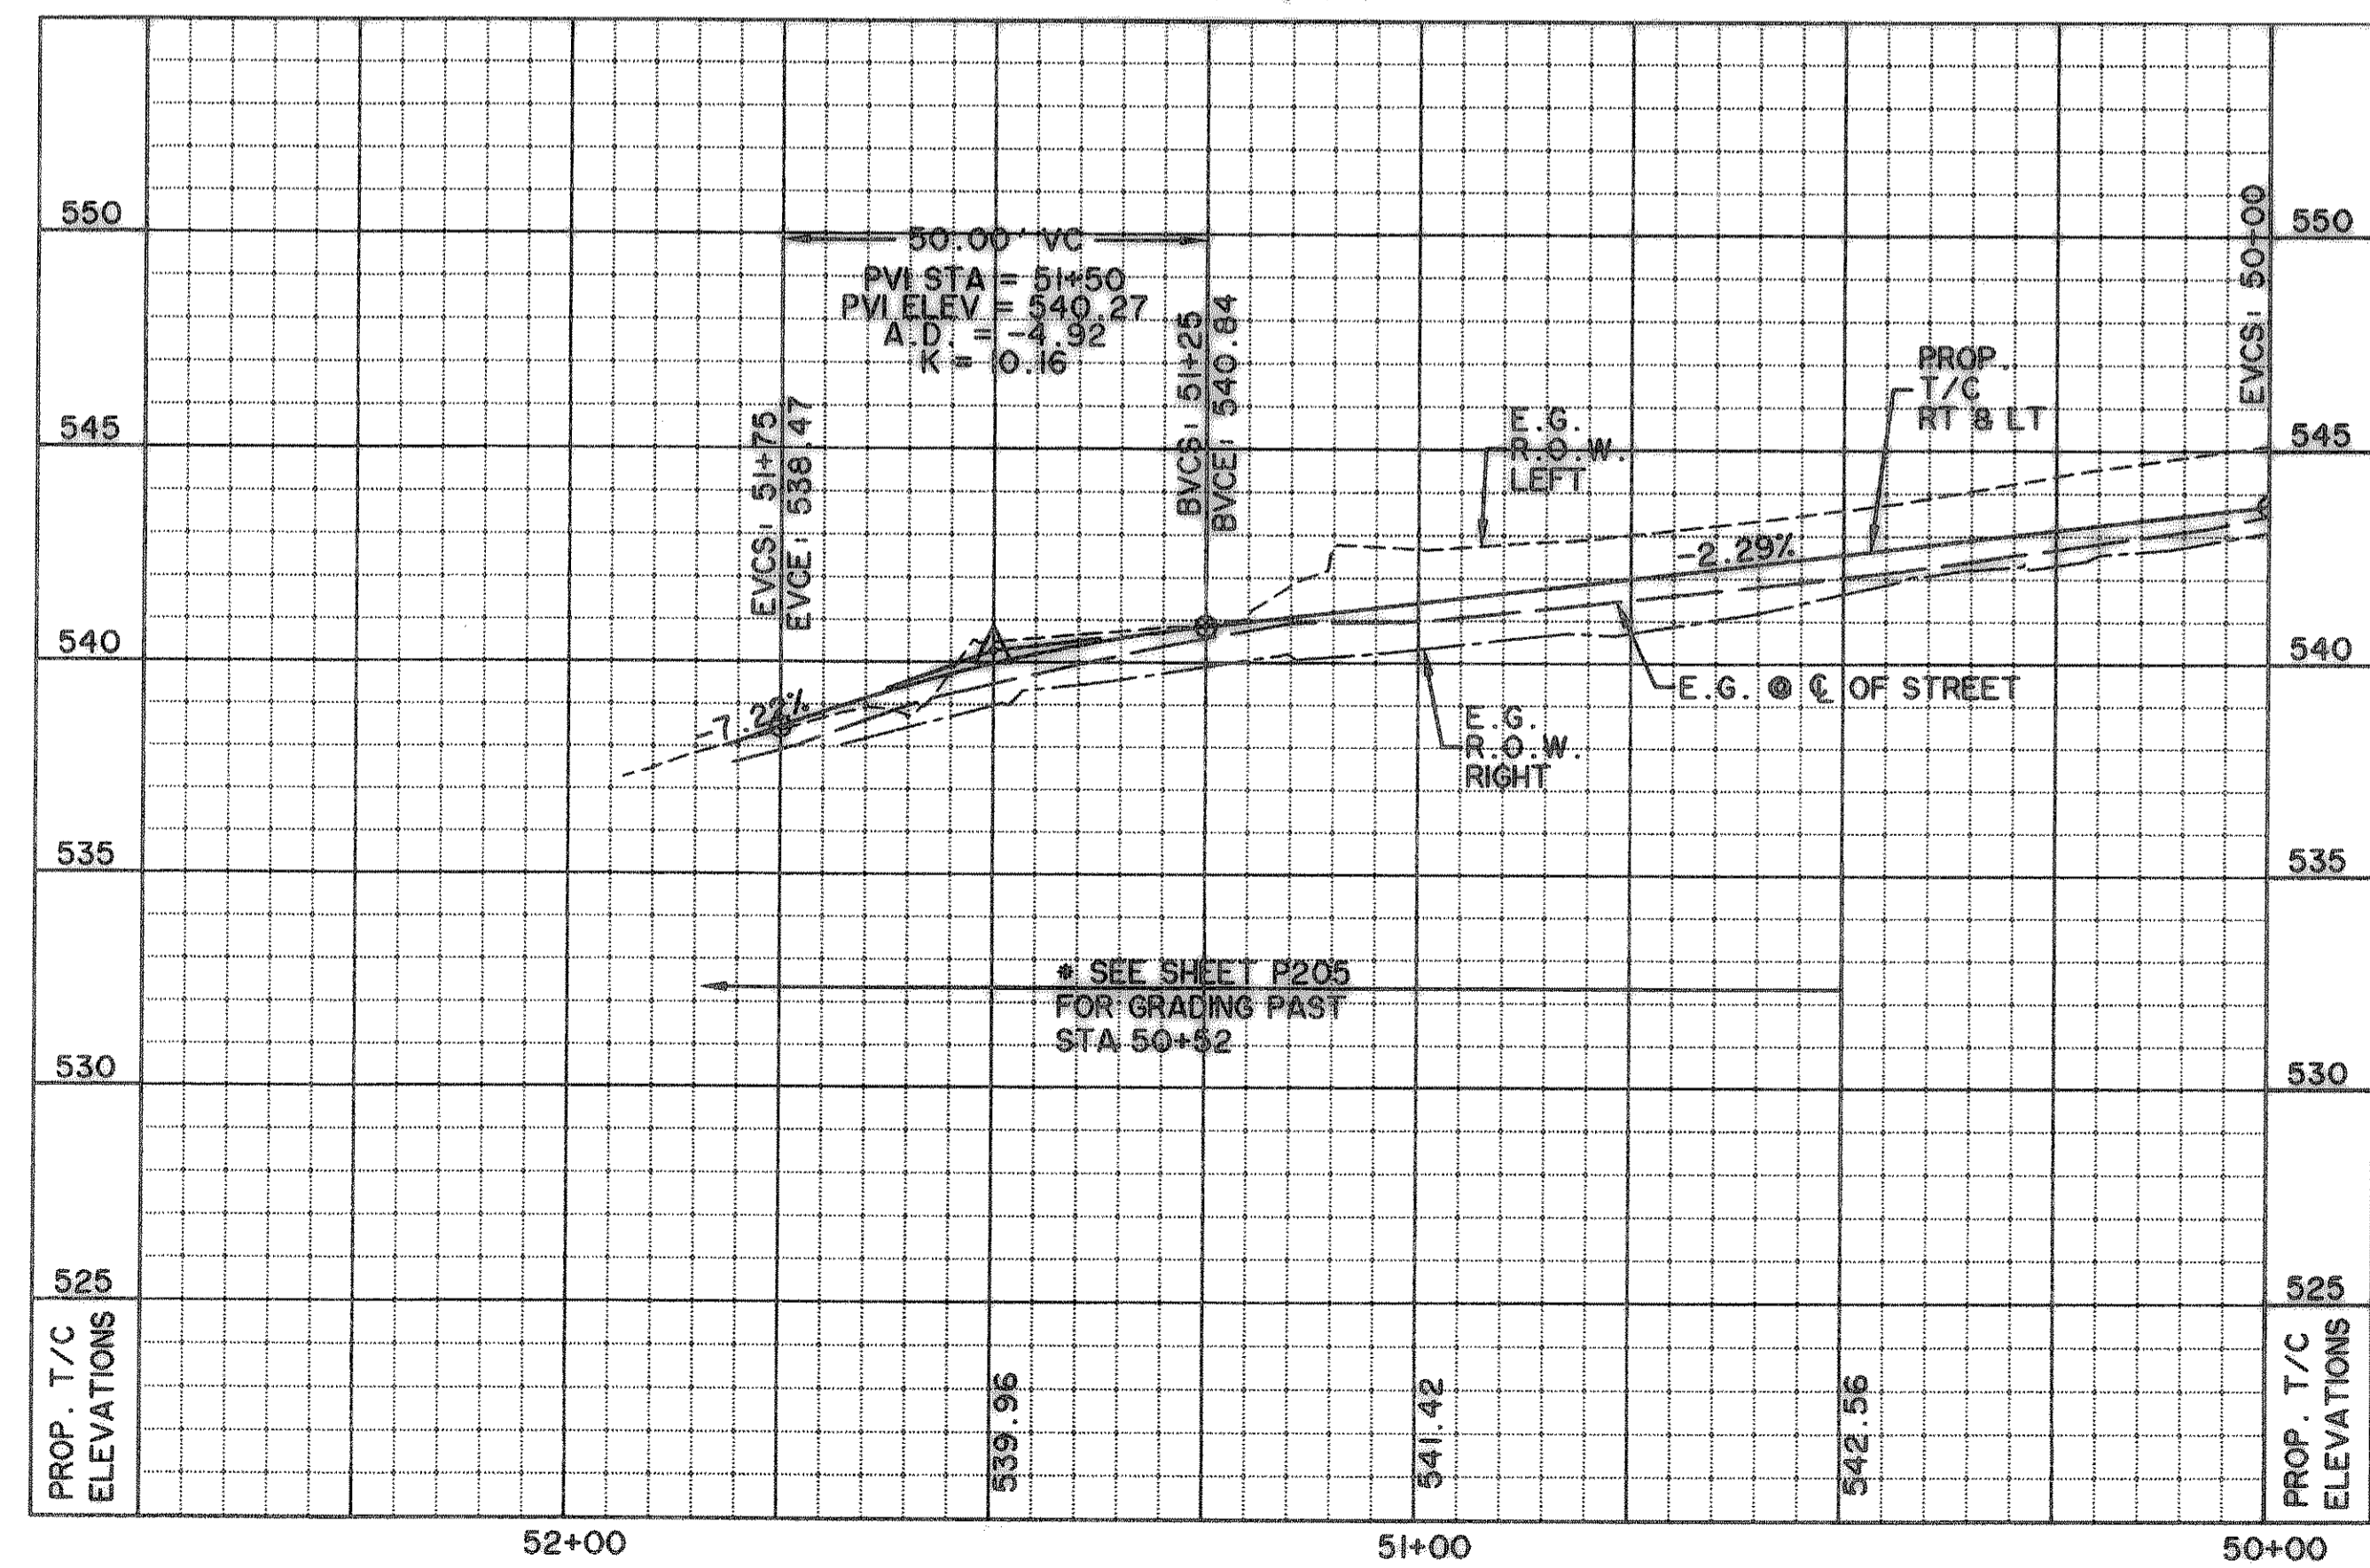 550
545
540
535
530
525
PROP. T/C
ELEVATIONS
50.00' VC
PVI STA = 51+50
PVI ELEV = 540.27
A.D. = -4.92
K = 10.16
EVCS: 51+75
EVCE: 538.47
BVCS: 51+25
BVCE: 540.84
-7.22%
E.G.
R.O.W.
LEFT
-2.29%
PROP.
T/C
RT & LT
EVCS: 50+00
E.G. @ ℄ OF STREET
E.G.
R.O.W.
RIGHT
* SEE SHEET P205
FOR GRADING PAST
STA 50+52
539.96
541.42
542.56
550
545
540
535
530
525
PROP. T/C
ELEVATIONS
52+00
51+00
50+00